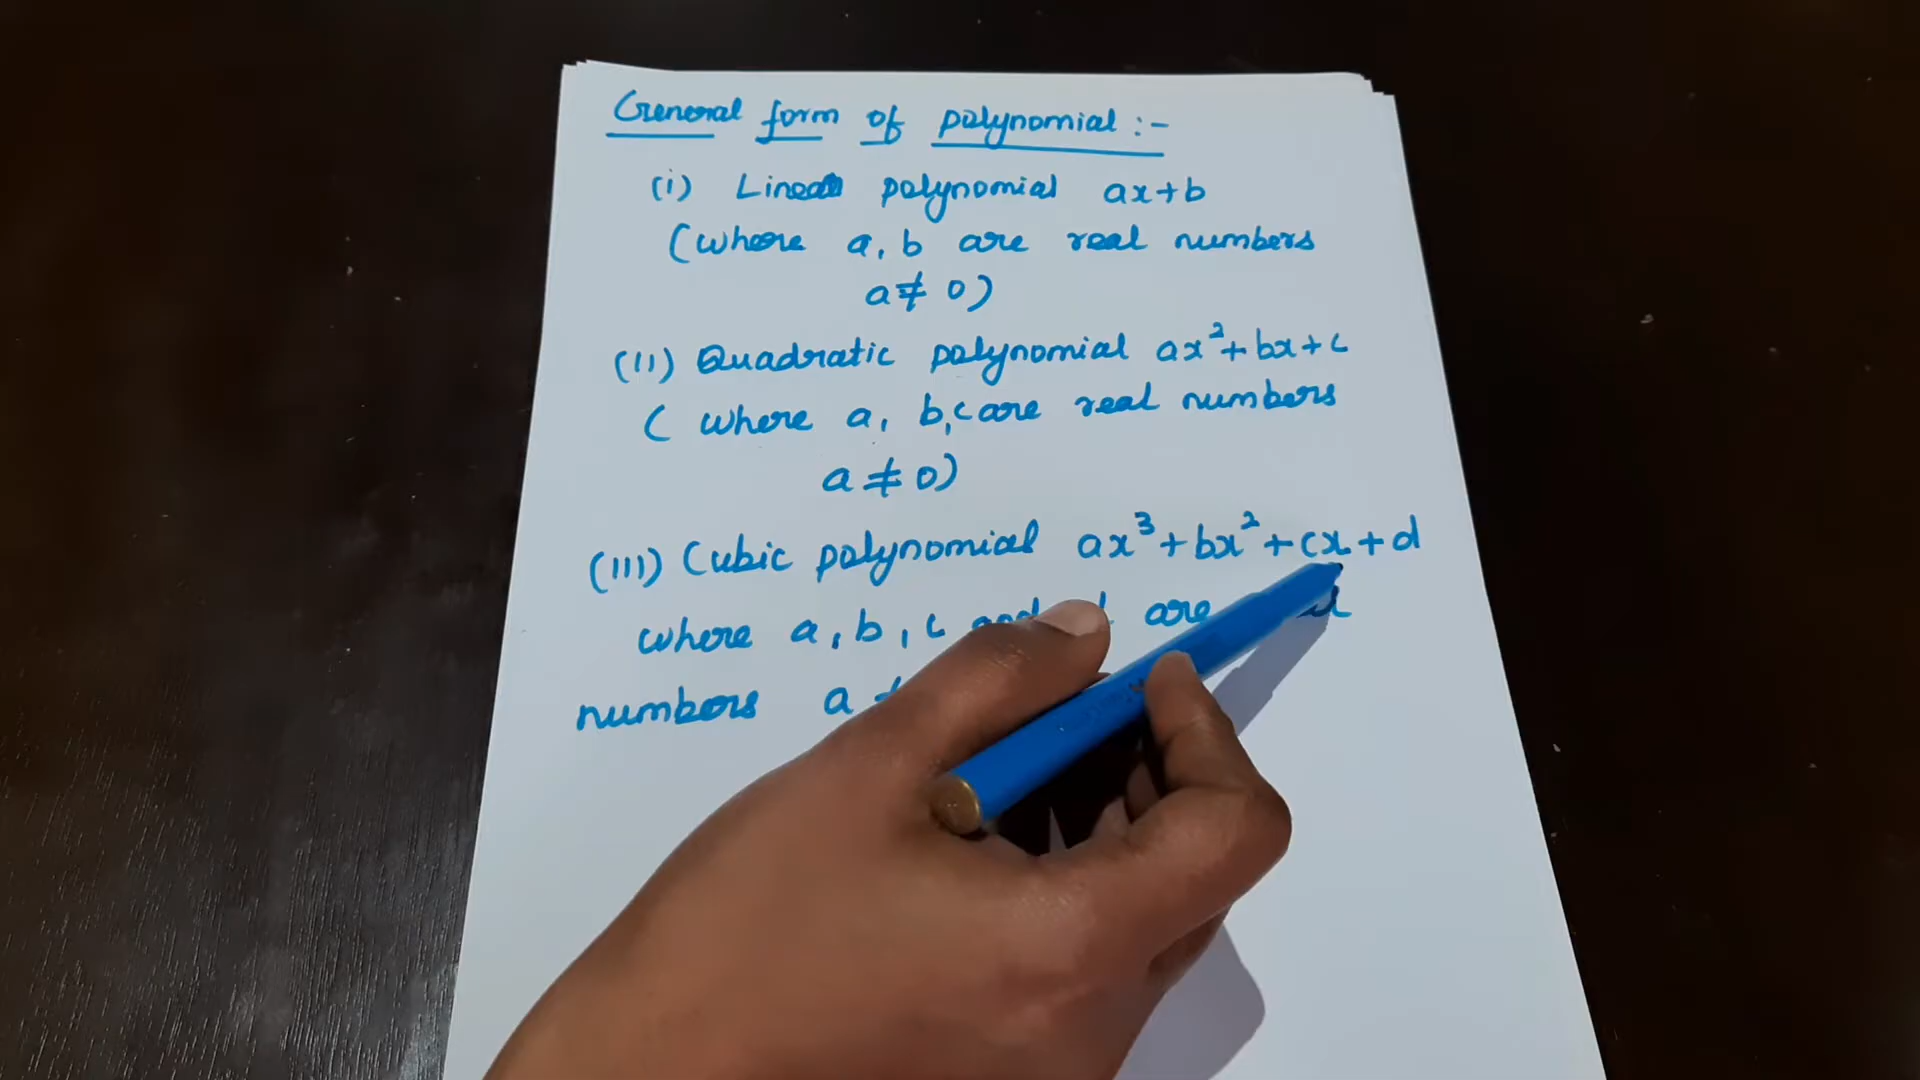 General form of polynomial :-
(i) Linear polynomial ax+b
(where a, b are real numbers
a ≠ 0)
(II) Quadratic polynomial ax²+bx+c
( where a, b, c are real numbers
a ≠ 0)
(III) Cubic polynomial ax³+bx²+cx+d
where a, b, c are
numbers a